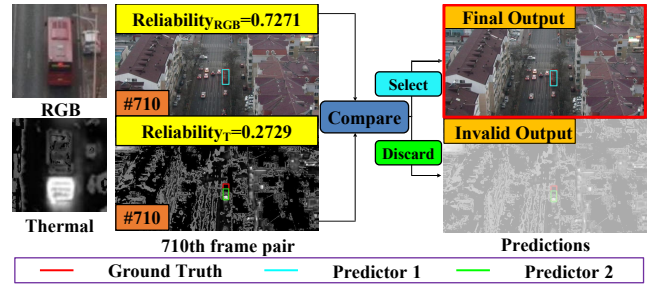 Reliability_RGB=0.7271
Final Output
#710
RGB
Select
Compare
Reliability_T=0.2729
Invalid Output
Discard
#710
Thermal
710th frame pair
Predictions
Ground Truth
Predictor 1
Predictor 2